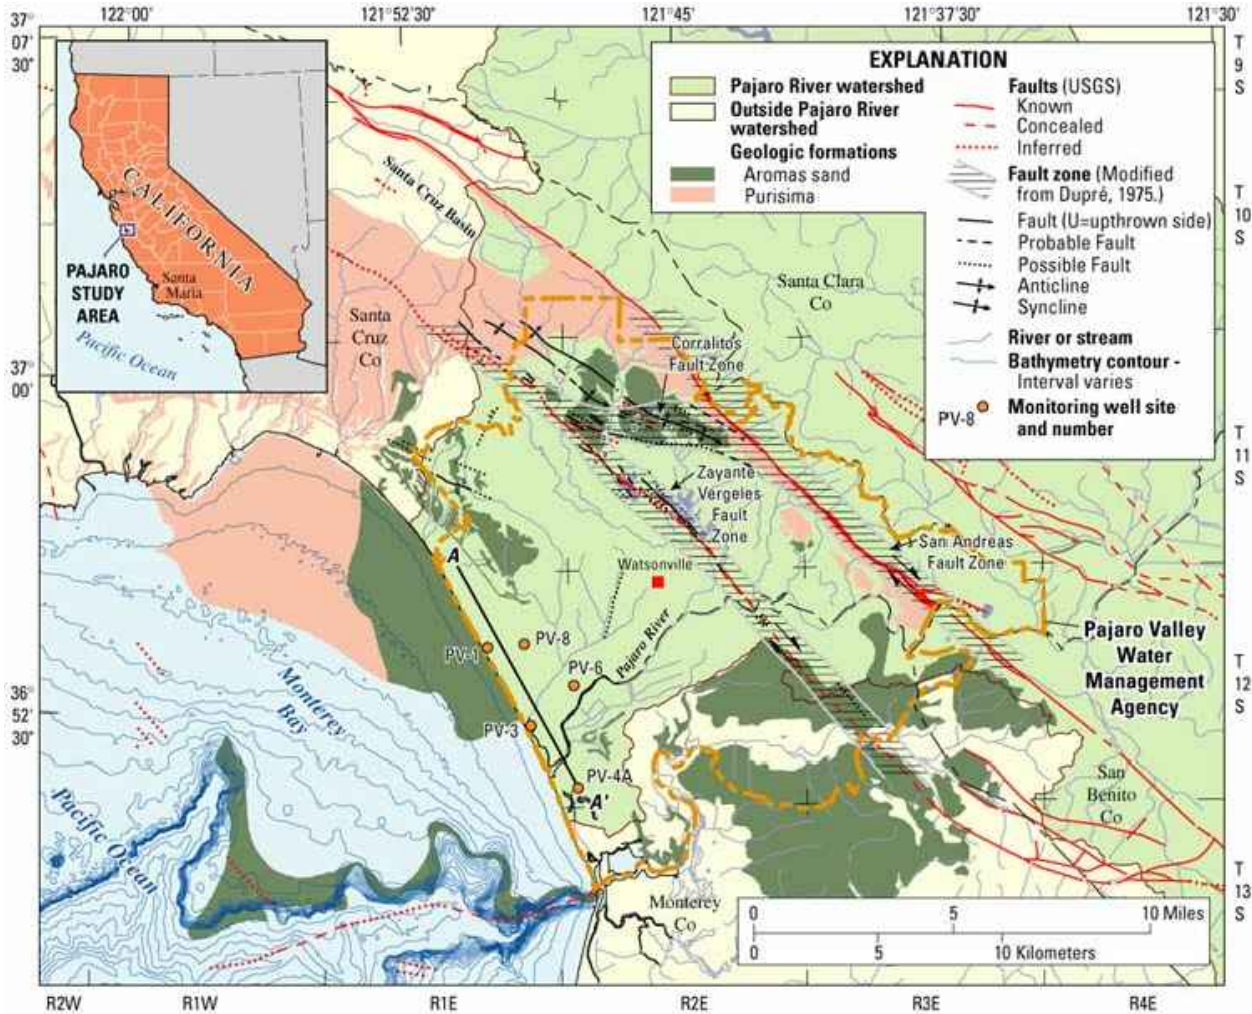 122°00'
121°52'30"
121°45'
121°37'30"
121°30'
37°
07'
30"
T
9
S
CALIFORNIA
PAJARO
STUDY
AREA
Santa
Maria
Pacific Ocean
EXPLANATION
Pajaro River watershed
Outside Pajaro River
watershed
Geologic formations
Aromas sand
Purisima
Faults (USGS)
Known
Concealed
Inferred
Fault zone (Modified
from Dupré, 1975.)
Fault (U=upthrown side)
Probable Fault
Possible Fault
Anticline
Syncline
River or stream
Bathymetry contour -
Interval varies
PV-8
Monitoring well site
and number
T
10
S
Santa Cruz Basin
Santa Clara
Co
Santa
Cruz
Co
37°
00'
Corralitos
Fault Zone
T
11
S
Zayante
Vergeles
Fault
Zone
San Andreas
Fault Zone
A
Watsonville
Pajaro River
PV-1
PV-8
PV-6
PV-3
PV-4A
A'
Pajaro Valley
Water
Management
Agency
36°
52'
30"
T
12
S
Monterey
Bay
Pacific Ocean
San
Benito
Co
Monterey
Co
T
13
S
0 5 10 Miles
0 5 10 Kilometers
R2W
R1W
R1E
R2E
R3E
R4E